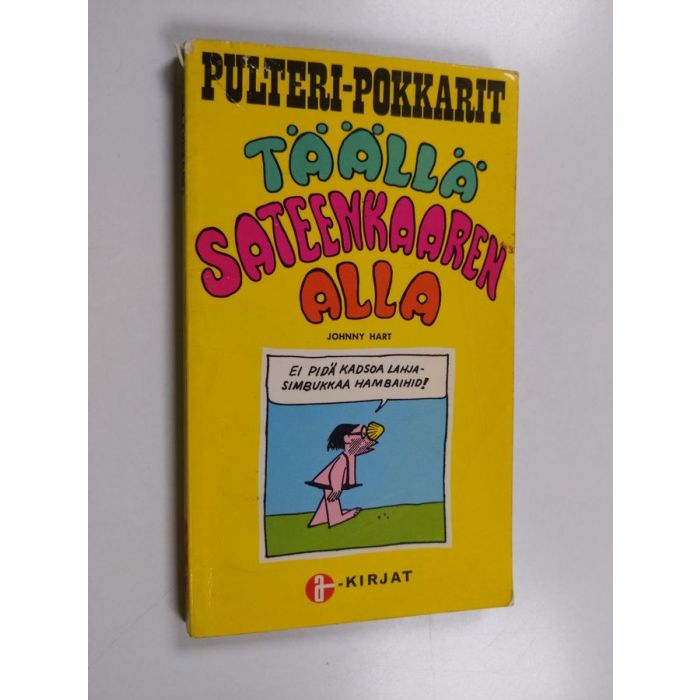 PULTERI-POKKARIT
TÄÄLLÄ
SATEENKAAREN
ALLA
JOHNNY HART
EI PIDÄ KADSOA LAHJA-
SIMBUKKAA HAMBAIHID!
a-KIRJAT